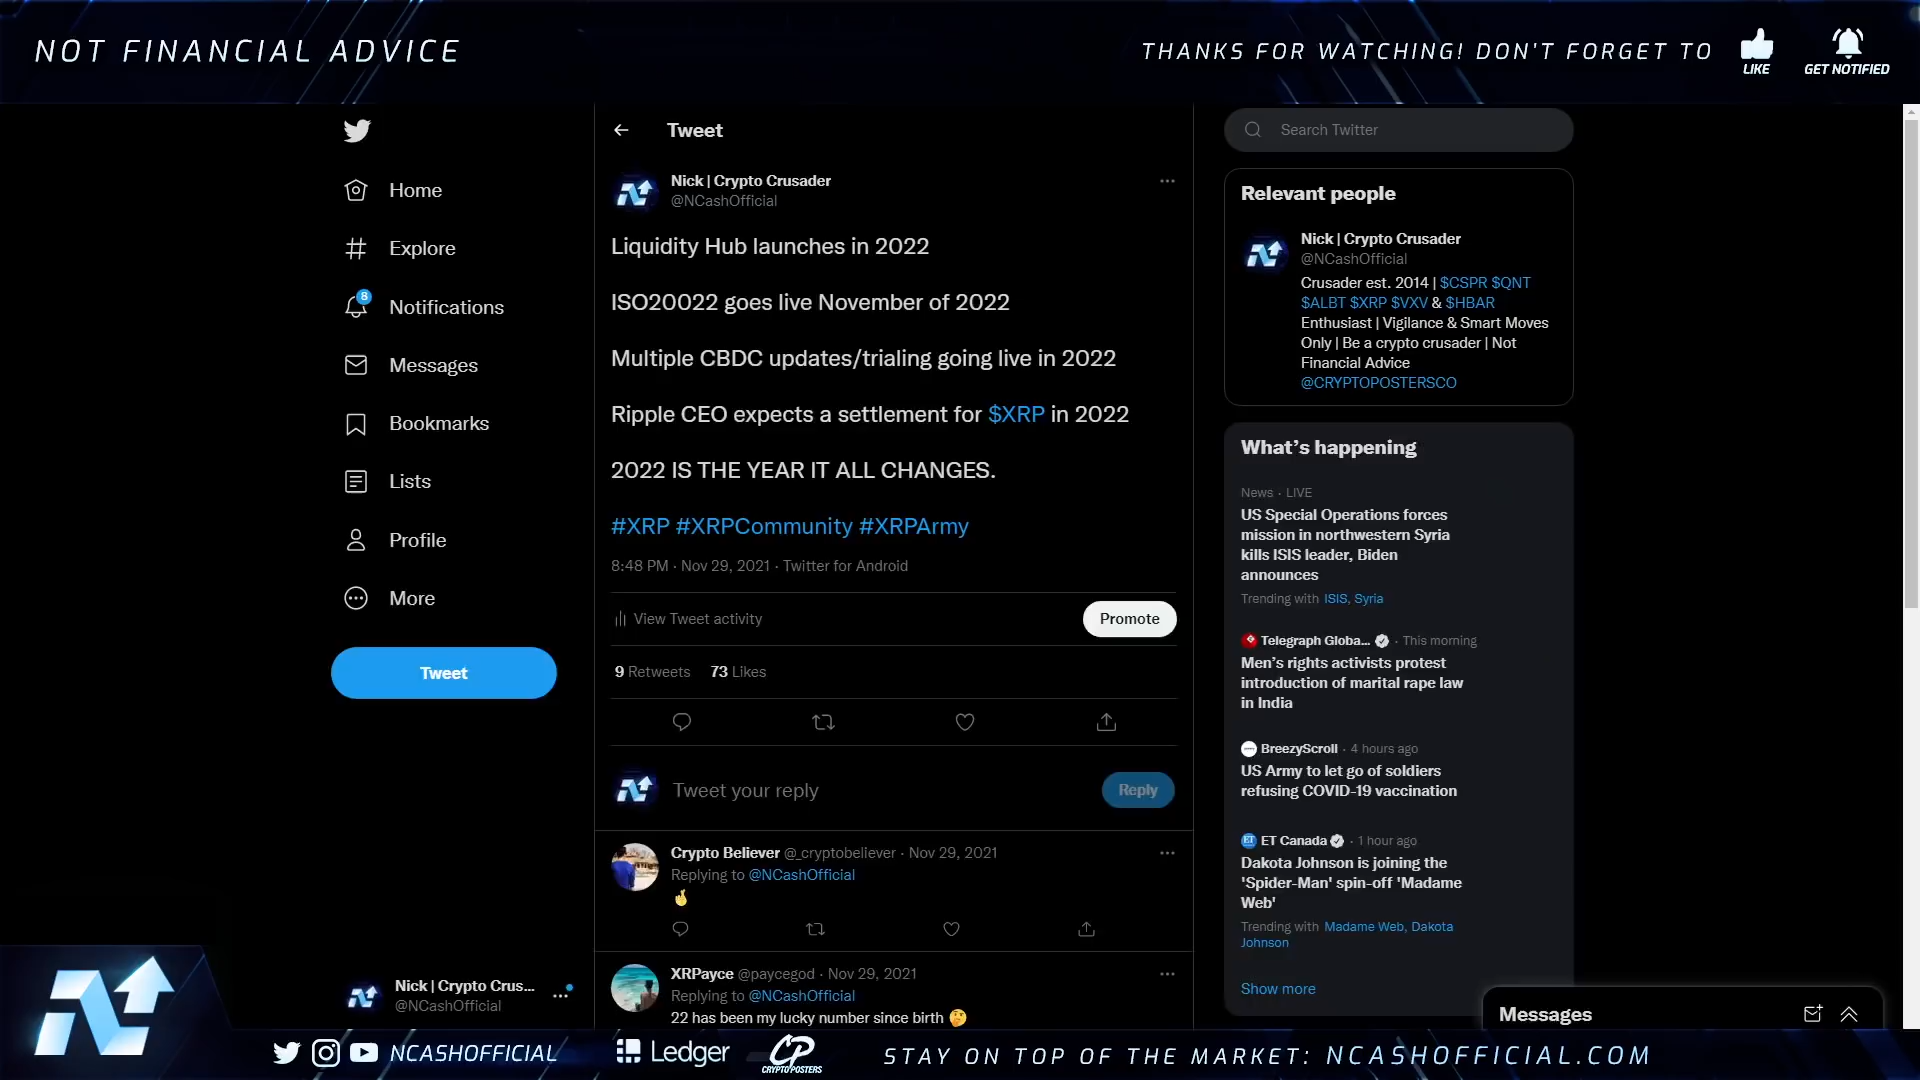 NOT FINANCIAL ADVICE
THANKS FOR WATCHING! DON'T FORGET TO
LIKE
GET NOTIFIED
Home
Explore
8
Notifications
Messages
Bookmarks
Lists
Profile
More
Tweet
Nick | Crypto Crus...
@NCashOfficial
Tweet
Nick | Crypto Crusader
@NCashOfficial
Liquidity Hub launches in 2022
ISO20022 goes live November of 2022
Multiple CBDC updates/trialing going live in 2022
Ripple CEO expects a settlement for $XRP in 2022
2022 IS THE YEAR IT ALL CHANGES.
#XRP #XRPCommunity #XRPArmy
8:48 PM · Nov 29, 2021 · Twitter for Android
View Tweet activity
Promote
9 Retweets 73 Likes
Tweet your reply
Reply
Crypto Believer @_cryptobeliever · Nov 29, 2021
Replying to @NCashOfficial
🤞
XRPayce @paycegod · Nov 29, 2021
Replying to @NCashOfficial
22 has been my lucky number since birth 🤔
Search Twitter
Relevant people
Nick | Crypto Crusader
@NCashOfficial
Crusader est. 2014 | $CSPR $QNT
$ALBT $XRP $VXV & $HBAR
Enthusiast | Vigilance & Smart Moves
Only | Be a crypto crusader | Not
Financial Advice
@CRYPTOPOSTERSCO
What's happening
News · LIVE
US Special Operations forces
mission in northwestern Syria
kills ISIS leader, Biden
announces
Trending with ISIS, Syria
Telegraph Globa... · This morning
Men's rights activists protest
introduction of marital rape law
in India
BreezyScroll · 4 hours ago
US Army to let go of soldiers
refusing COVID-19 vaccination
ET
ET Canada · 1 hour ago
Dakota Johnson is joining the
'Spider-Man' spin-off 'Madame
Web'
Trending with Madame Web, Dakota
Johnson
Show more
Messages
NCASHOFFICIAL
Ledger
CP
CRYPTO POSTERS
STAY ON TOP OF THE MARKET: NCASHOFFICIAL.COM